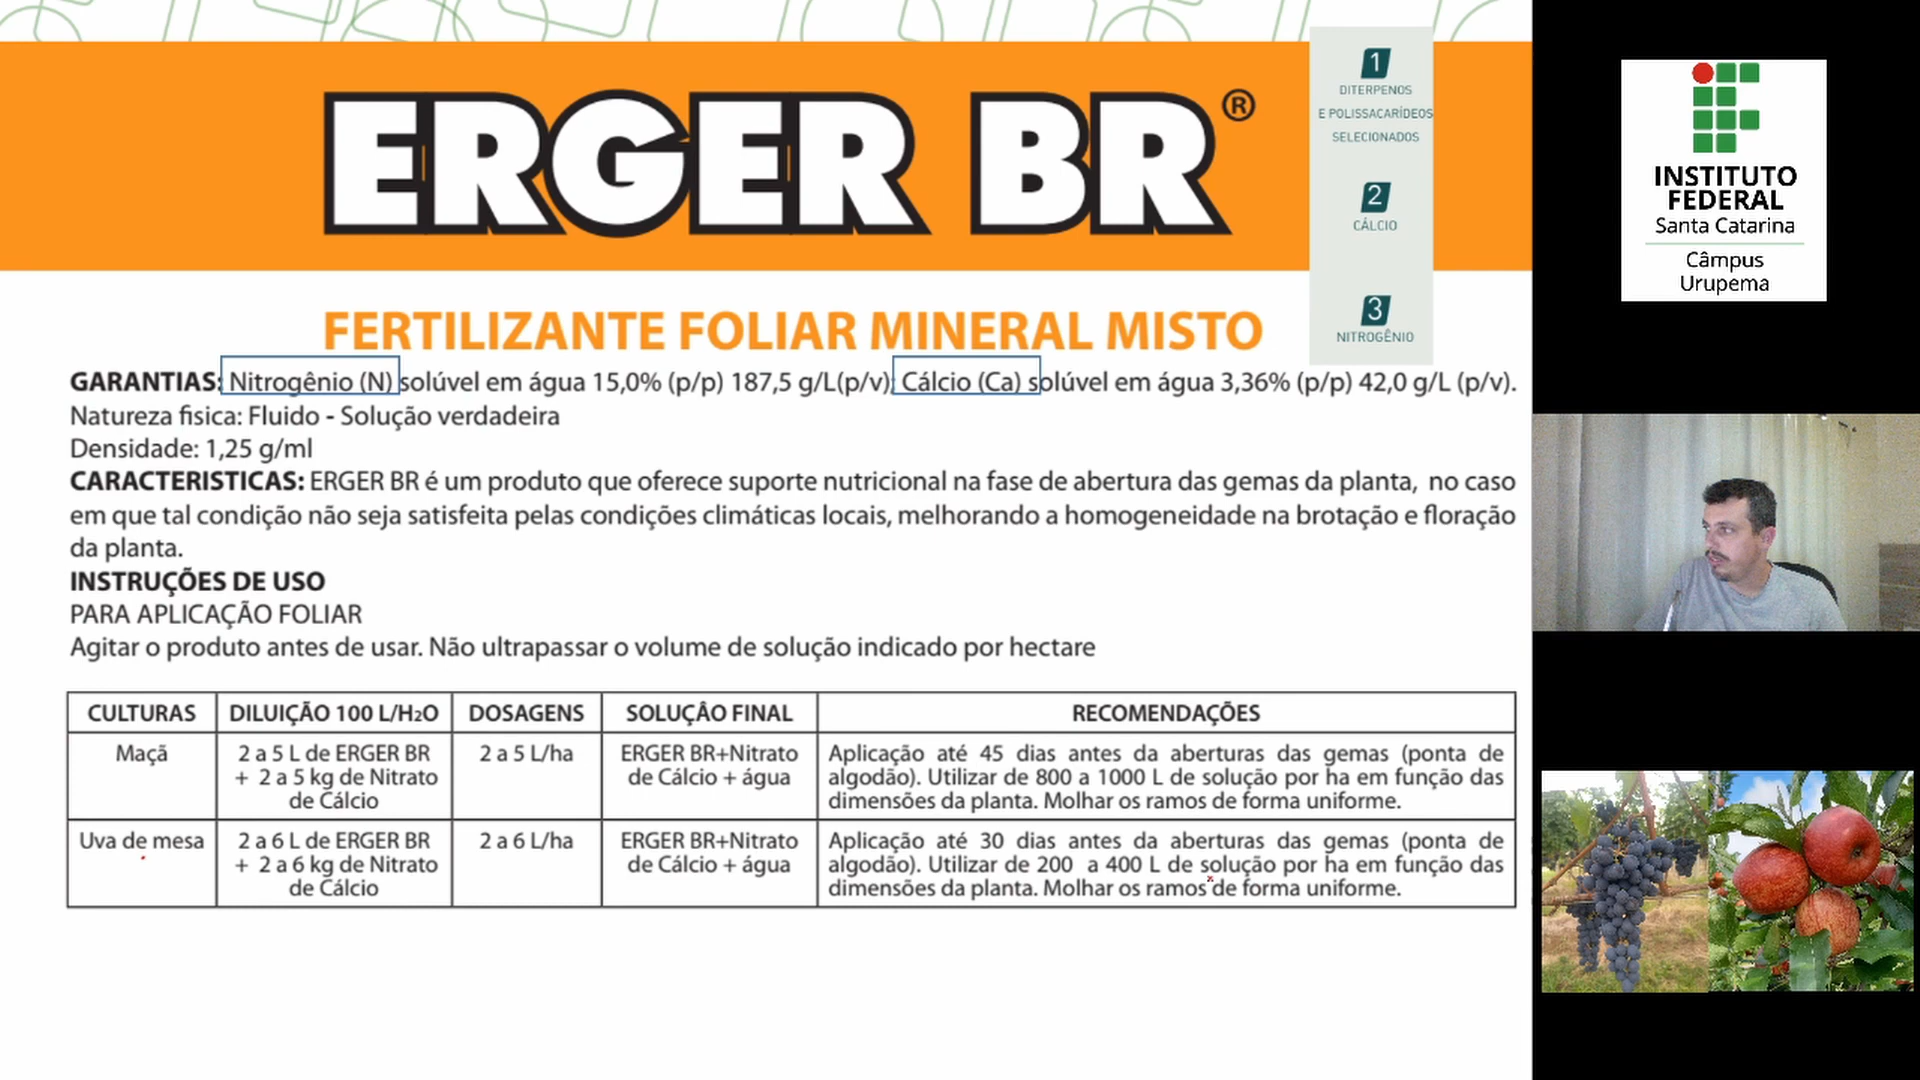 ERGER BR®
1
DITERPENOS
E POLISSACARÍDEOS
SELECIONADOS
2
CÁLCIO
3
NITROGÊNIO
FERTILIZANTE FOLIAR MINERAL MISTO
GARANTIAS: Nitrogênio (N) solúvel em água 15,0% (p/p) 187,5 g/L(p/v); Cálcio (Ca) solúvel em água 3,36% (p/p) 42,0 g/L (p/v).
Natureza fisica: Fluido - Solução verdadeira
Densidade: 1,25 g/ml
CARACTERISTICAS: ERGER BR é um produto que oferece suporte nutricional na fase de abertura das gemas da planta, no caso
em que tal condição não seja satisfeita pelas condições climáticas locais, melhorando a homogeneidade na brotação e floração
da planta.
INSTRUÇÕES DE USO
PARA APLICAÇÃO FOLIAR
Agitar o produto antes de usar. Não ultrapassar o volume de solução indicado por hectare
CULTURAS DILUIÇÃO 100 L/H₂O DOSAGENS SOLUÇÂO FINAL RECOMENDAÇÕES
Maçã 2 a 5 L de ERGER BR 2 a 5 L/ha ERGER BR+Nitrato Aplicação até 45 dias antes da aberturas das gemas (ponta de
+ 2 a 5 kg de Nitrato de Cálcio + água algodão). Utilizar de 800 a 1000 L de solução por ha em função das
de Cálcio dimensões da planta. Molhar os ramos de forma uniforme.
Uva de mesa 2 a 6 L de ERGER BR 2 a 6 L/ha ERGER BR+Nitrato Aplicação até 30 dias antes da aberturas das gemas (ponta de
+ 2 a 6 kg de Nitrato de Cálcio + água algodão). Utilizar de 200 a 400 L de solução por ha em função das
de Cálcio dimensões da planta. Molhar os ramos de forma uniforme.
INSTITUTO
FEDERAL
Santa Catarina
Câmpus
Urupema